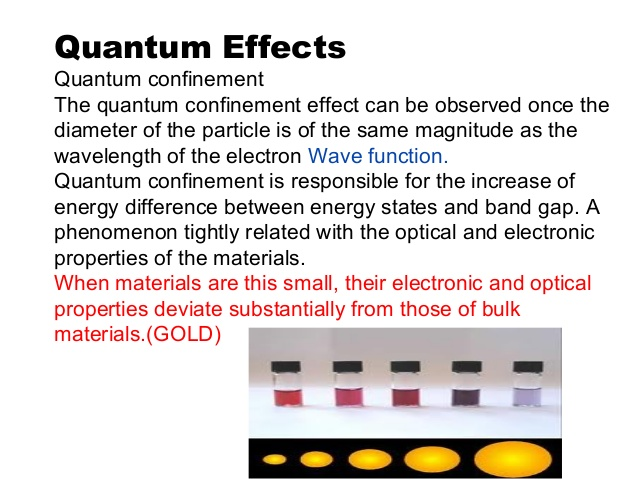 Quantum Effects
Quantum confinement
The quantum confinement effect can be observed once the
diameter of the particle is of the same magnitude as the
wavelength of the electron Wave function.
Quantum confinement is responsible for the increase of
energy difference between energy states and band gap. A
phenomenon tightly related with the optical and electronic
properties of the materials.
When materials are this small, their electronic and optical
properties deviate substantially from those of bulk
materials.(GOLD)